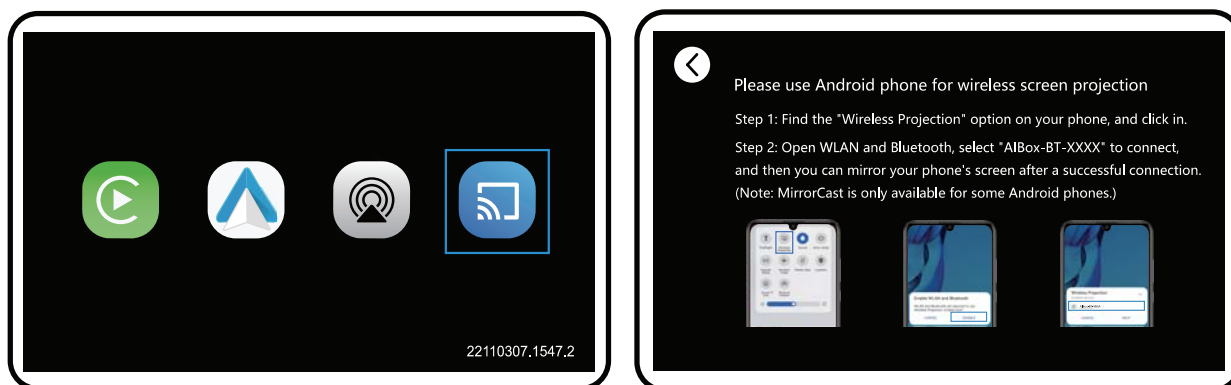 22110307.1547.2
Please use Android phone for wireless screen projection
Step 1: Find the "Wireless Projection" option on your phone, and click in.
Step 2: Open WLAN and Bluetooth, select "AIBox-BT-XXXX" to connect,
and then you can mirror your phone's screen after a successful connection.
(Note: MirrorCast is only available for some Android phones.)
Enable WLAN and Bluetooth
CANCEL ENABLE
Wireless Projection